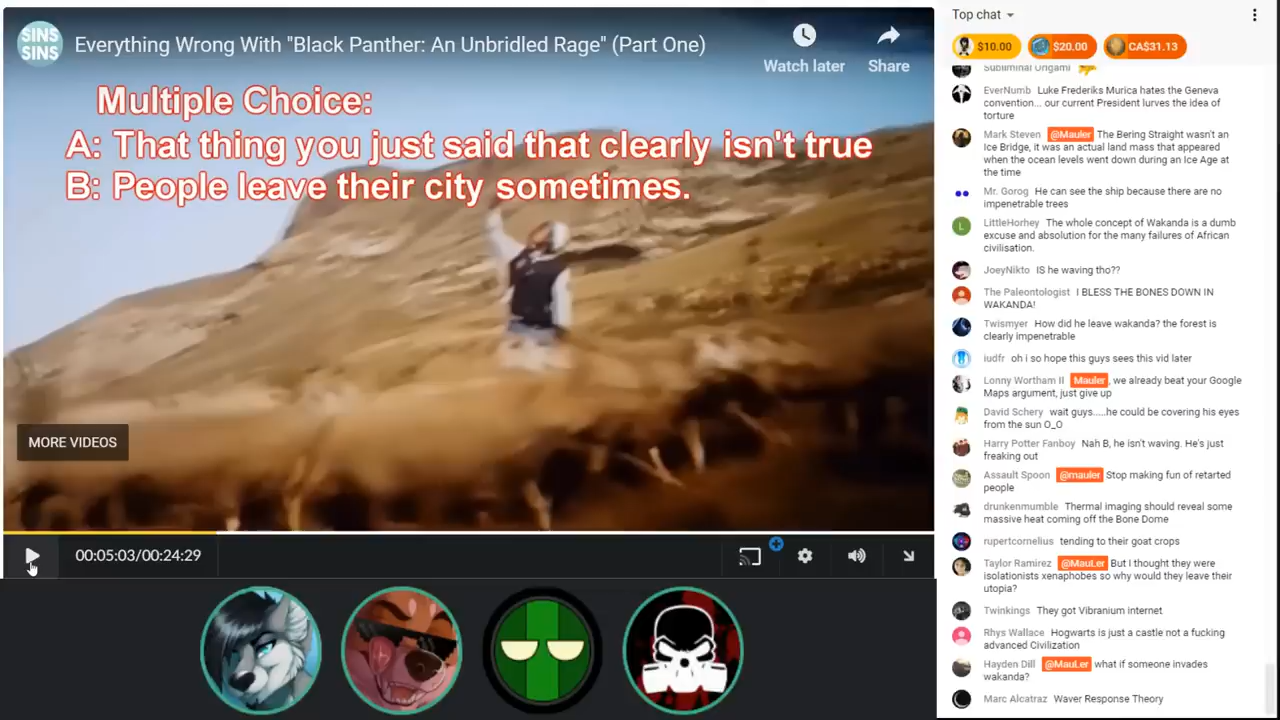 SINS
SINS
Everything Wrong With "Black Panther: An Unbridled Rage" (Part One)
Watch later
Share
Multiple Choice:
A: That thing you just said that clearly isn't true
B: People leave their city sometimes.
MORE VIDEOS
00:05:03/00:24:29
Top chat
$10.00
$20.00
CA$31.13
Subliminal Origami
EverNumb Luke Frederiks Murica hates the Geneva
convention... our current President lurves the idea of
torture
Mark Steven @Mauler The Bering Straight wasn't an
Ice Bridge, it was an actual land mass that appeared
when the ocean levels went down during an Ice Age at
the time
Mr. Gorog He can see the ship because there are no
impenetrable trees
L
LittleHorhey The whole concept of Wakanda is a dumb
excuse and absolution for the many failures of African
civilisation.
JoeyNikto IS he waving tho??
The Paleontologist I BLESS THE BONES DOWN IN
WAKANDA!
Twismyer How did he leave wakanda? the forest is
clearly impenetrable
iudfr oh i so hope this guys sees this vid later
Lonny Wortham II Mauler, we already beat your Google
Maps argument, just give up
David Schery wait guys.....he could be covering his eyes
from the sun O_O
Harry Potter Fanboy Nah B, he isn't waving. He's just
freaking out
Assault Spoon @mauler Stop making fun of retarted
people
drunkenmumble Thermal imaging should reveal some
massive heat coming off the Bone Dome
rupertcornelius tending to their goat crops
Taylor Ramirez @MauLer But I thought they were
isolationists xenaphobes so why would they leave their
utopia?
Twinkings They got Vibranium internet
Rhys Wallace Hogwarts is just a castle not a fucking
advanced Civilization
Hayden Dill @MauLer what if someone invades
wakanda?
Marc Alcatraz Waver Response Theory